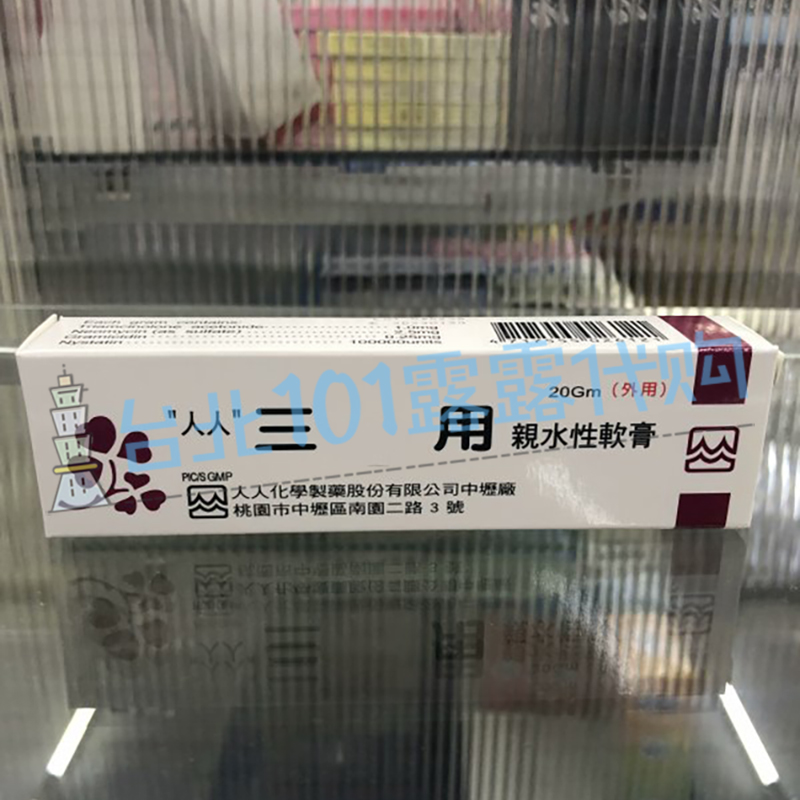 Each gram contains:
Triamcinolone acetonide 1.0mg
Neomycin (as sulfate) 2.5mg
Gramicidin 0.25mg
Nystatin 100000units
台北101露露代购
20Gm (外用)
"人人" 三 用 親水性軟膏
PIC/S GMP
人人化學製藥股份有限公司中壢廠
桃園市中壢區南園二路 3 號